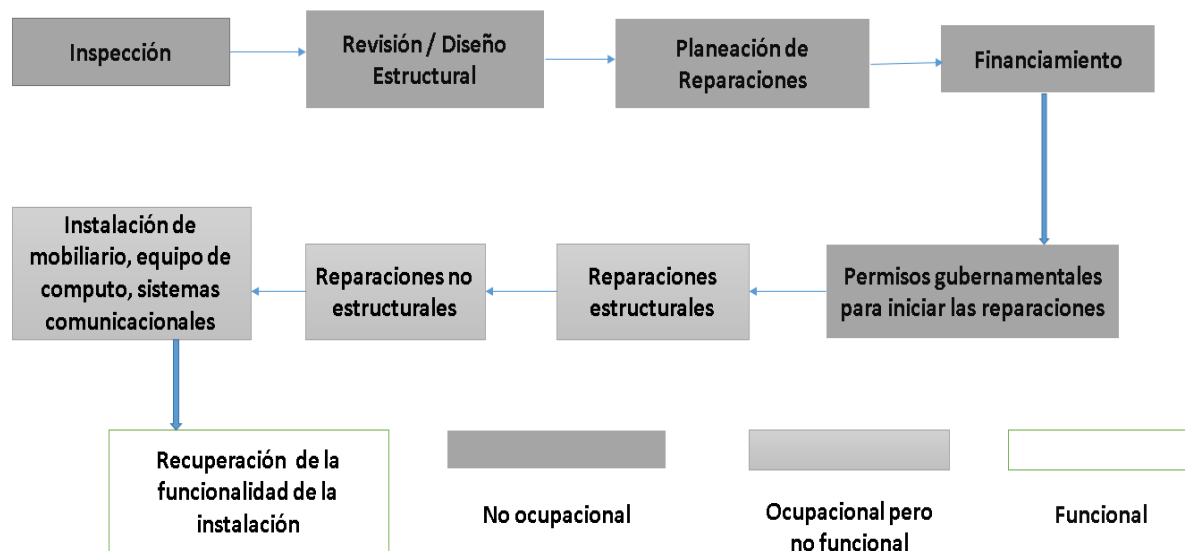 Inspección
Revisión / Diseño
Estructural
Planeación de
Reparaciones
Financiamiento
Permisos gubernamentales
para iniciar las reparaciones
Reparaciones
estructurales
Reparaciones no
estructurales
Instalación de
mobiliario, equipo de
computo, sistemas
comunicacionales
Recuperación de la
funcionalidad de la
instalación
No ocupacional
Ocupacional pero
no funcional
Funcional